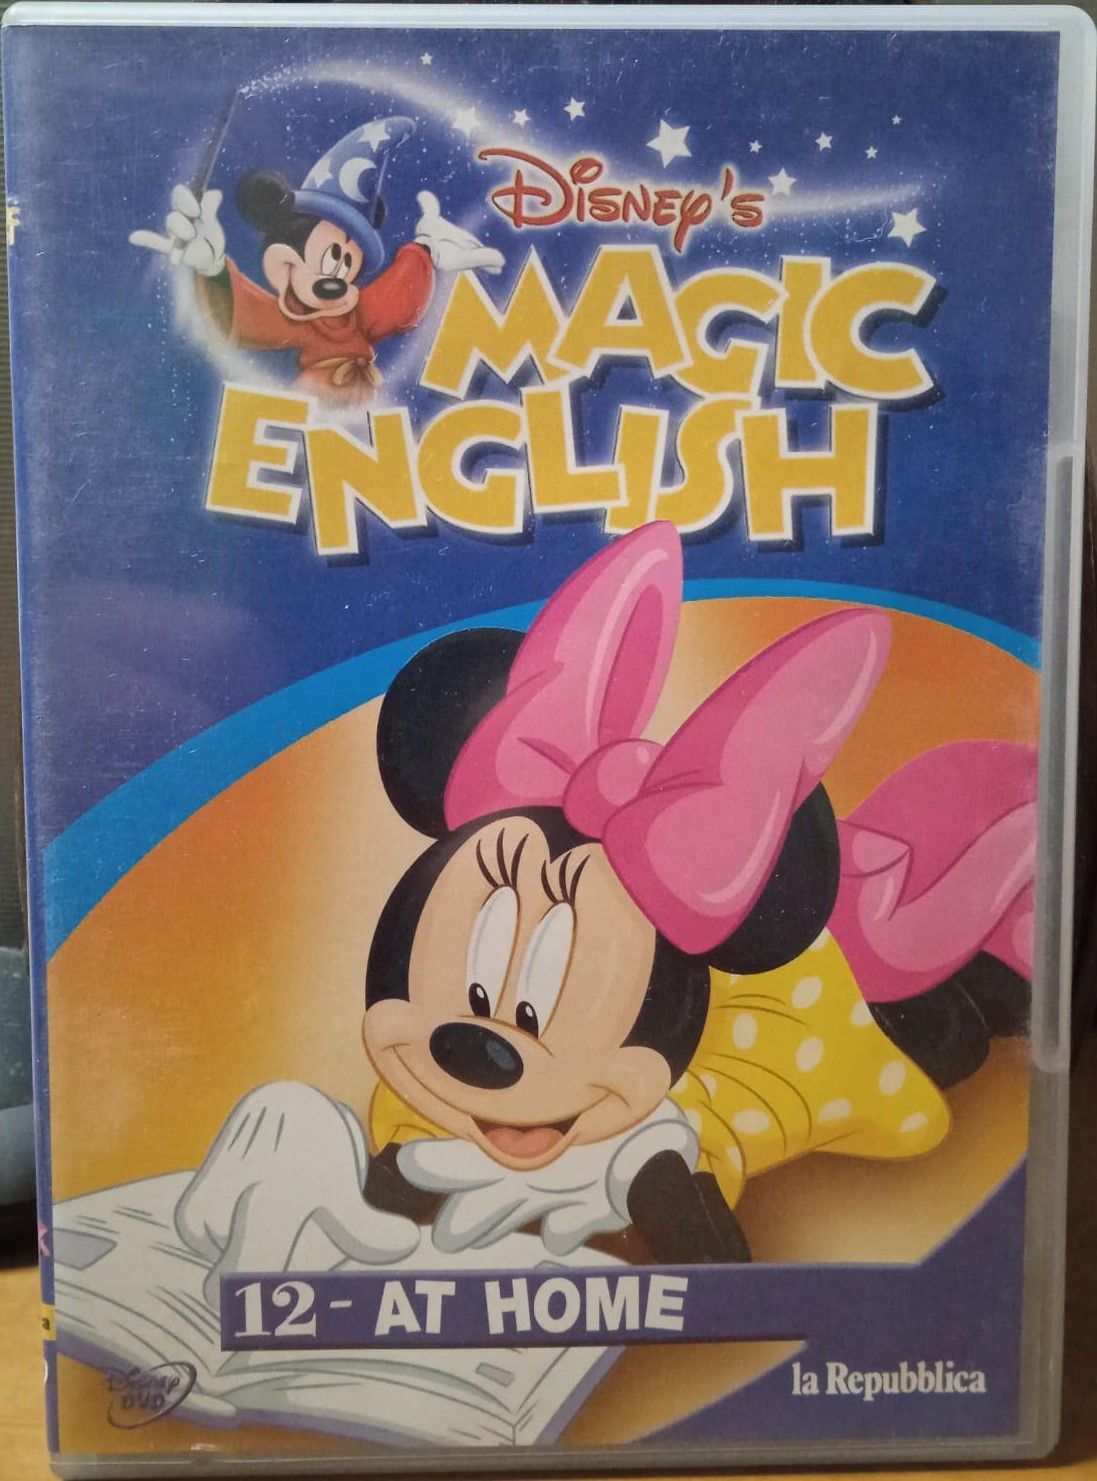 Disney's
MAGIC
ENGLISH
12 - AT HOME
la Repubblica
Disney
DVD